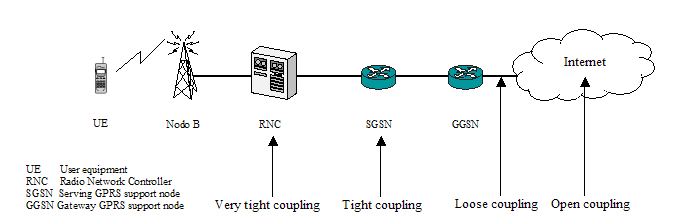 Internet
UE
Nodo B
RNC
SGSN
GGSN
UE User equipment
RNC Radio Network Controller
SGSN Serving GPRS support node
GGSN Gateway GPRS support node
Very tight coupling
Tight coupling
Loose coupling
Open coupling